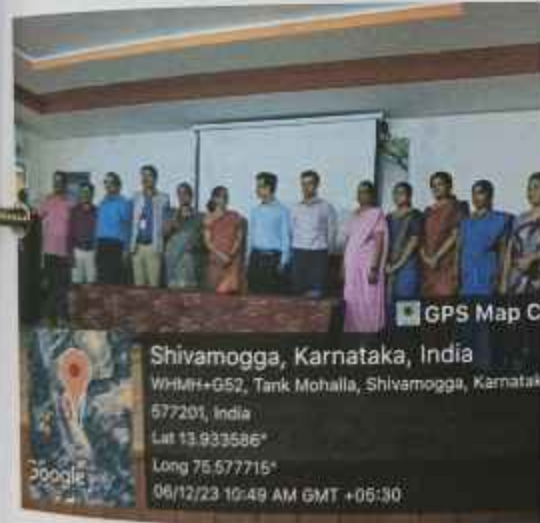 GPS Map C
Shivamogga, Karnataka, India
WHMH+G52, Tank Mohalla, Shivamogga, Karnatak
577201, India
Lat 13.933586°
Long 75.577715°
06/12/23 10:49 AM GMT +05:30
Google